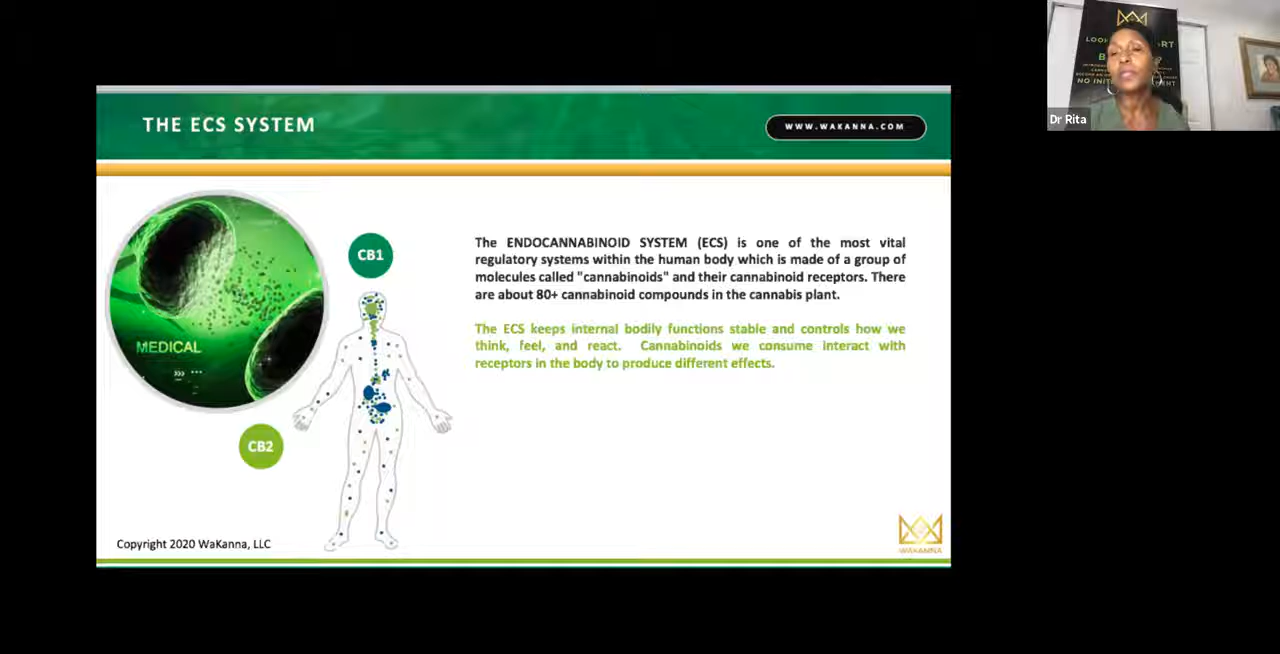 THE ECS SYSTEM
WWW.WAKANNA.COM
CB1
The ENDOCANNABINOID SYSTEM (ECS) is one of the most vital
regulatory systems within the human body which is made of a group of
molecules called "cannabinoids" and their cannabinoid receptors. There
are about 80+ cannabinoid compounds in the cannabis plant.
The ECS keeps internal bodily functions stable and controls how we
think, feel, and react. Cannabinoids we consume interact with
receptors in the body to produce different effects.
MEDICAL
CB2
Copyright 2020 WaKanna, LLC
WAKANNA
Dr Rita